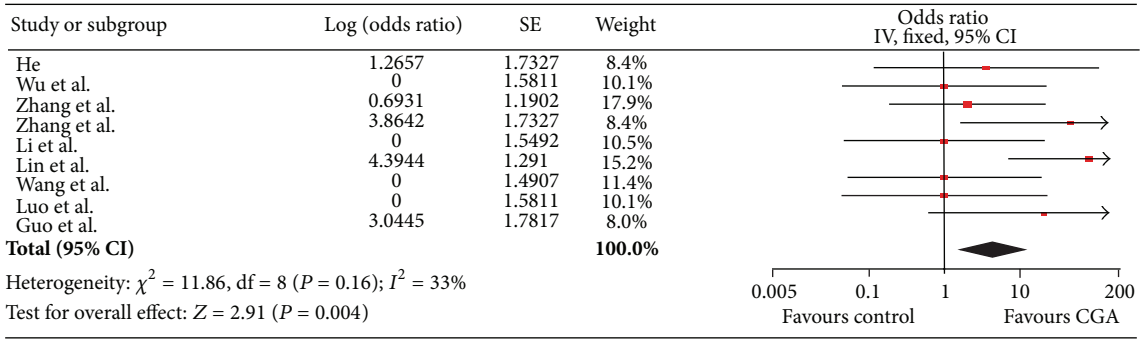 Study or subgroup Log (odds ratio) SE Weight Odds ratio
IV, fixed, 95% CI
He 1.2657 1.7327 8.4%
Wu et al. 0 1.5811 10.1%
Zhang et al. 0.6931 1.1902 17.9%
Zhang et al. 3.8642 1.7327 8.4%
Li et al. 0 1.5492 10.5%
Lin et al. 4.3944 1.291 15.2%
Wang et al. 0 1.4907 11.4%
Luo et al. 0 1.5811 10.1%
Guo et al. 3.0445 1.7817 8.0%
Total (95% CI) 100.0%
Heterogeneity: χ² = 11.86, df = 8 (P = 0.16); I² = 33%
Test for overall effect: Z = 2.91 (P = 0.004)
0.005 0.1 1 10 200
Favours control Favours CGA